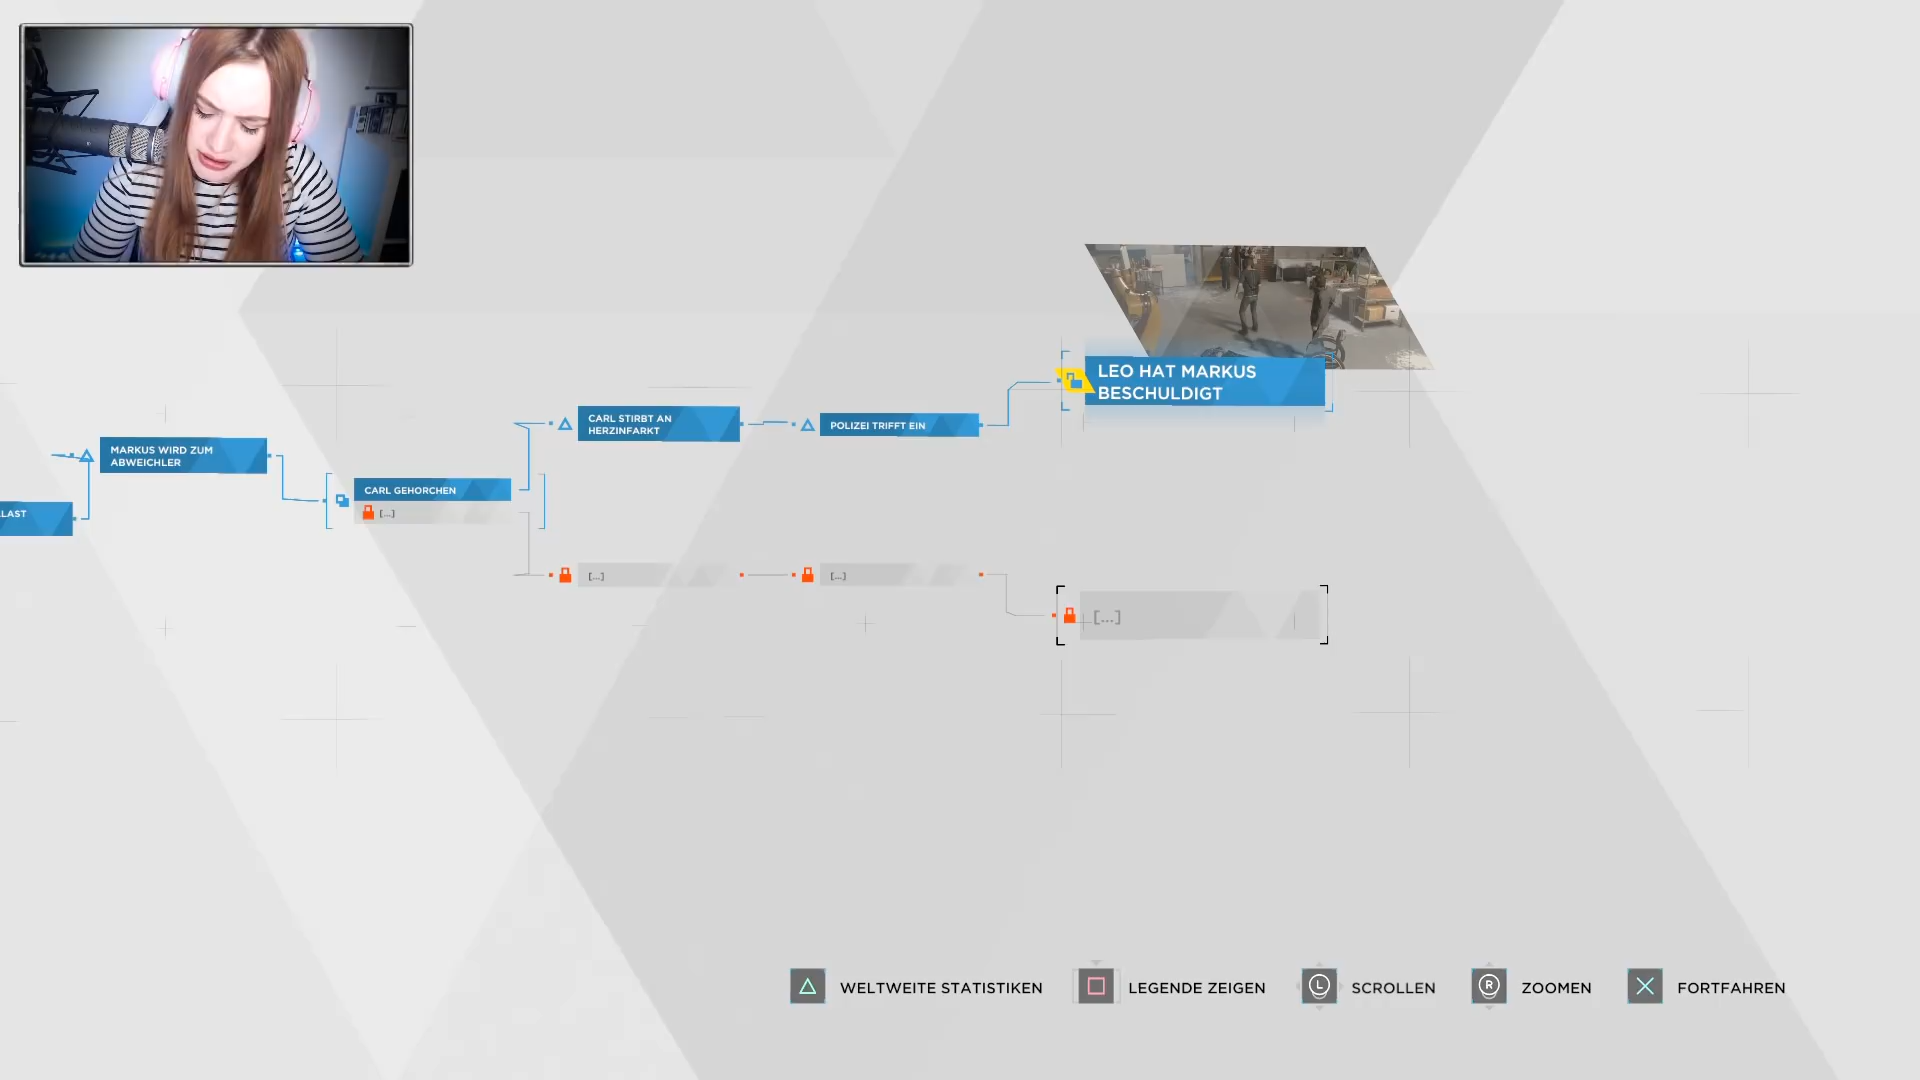 LEO HAT MARKUS
BESCHULDIGT
CARL STIRBT AN
HERZINFARKT
POLIZEI TRIFFT EIN
MARKUS WIRD ZUM
ABWEICHLER
CARL GEHORCHEN
[...]
LAST
[...]
[...]
[...]
WELTWEITE STATISTIKEN
LEGENDE ZEIGEN
L
SCROLLEN
R
ZOOMEN
FORTFAHREN